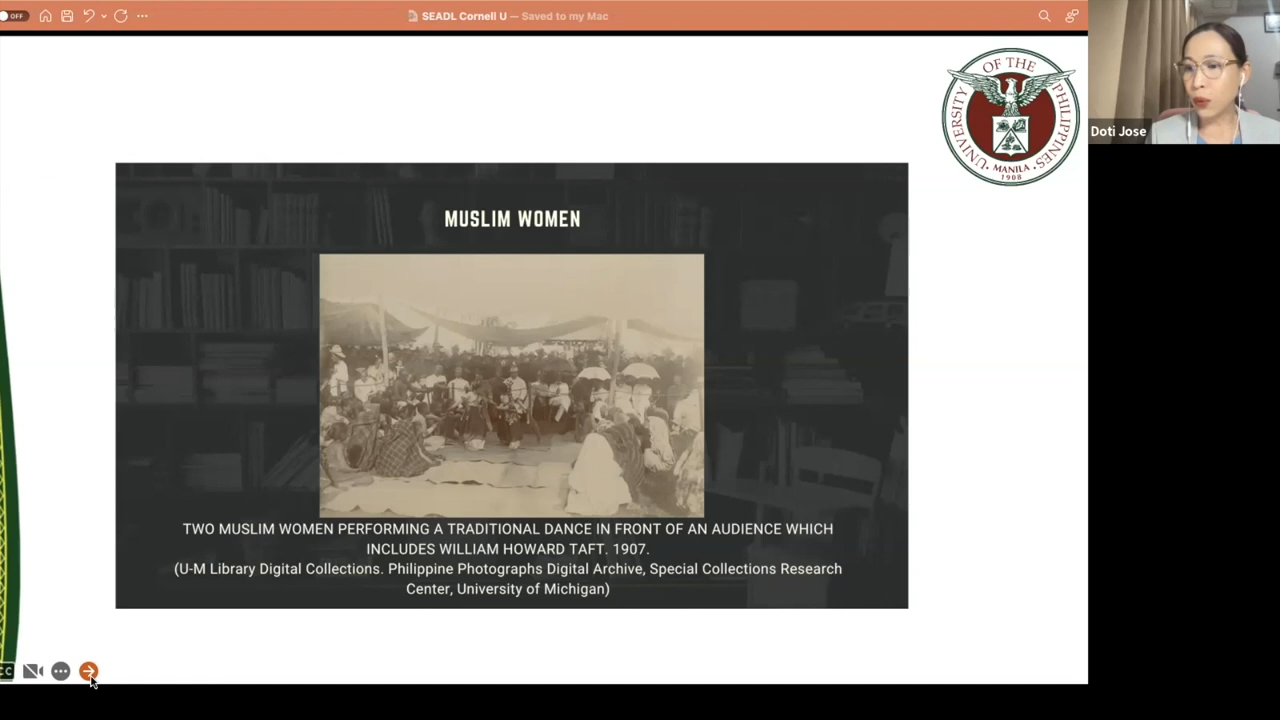 OFF
SEADL Cornell U — Saved to my Mac
UNIVERSITY OF THE PHILIPPINES
MANILA
1908
Doti Jose
MUSLIM WOMEN
TWO MUSLIM WOMEN PERFORMING A TRADITIONAL DANCE IN FRONT OF AN AUDIENCE WHICH
INCLUDES WILLIAM HOWARD TAFT. 1907.
(U-M Library Digital Collections. Philippine Photographs Digital Archive, Special Collections Research
Center, University of Michigan)
CC